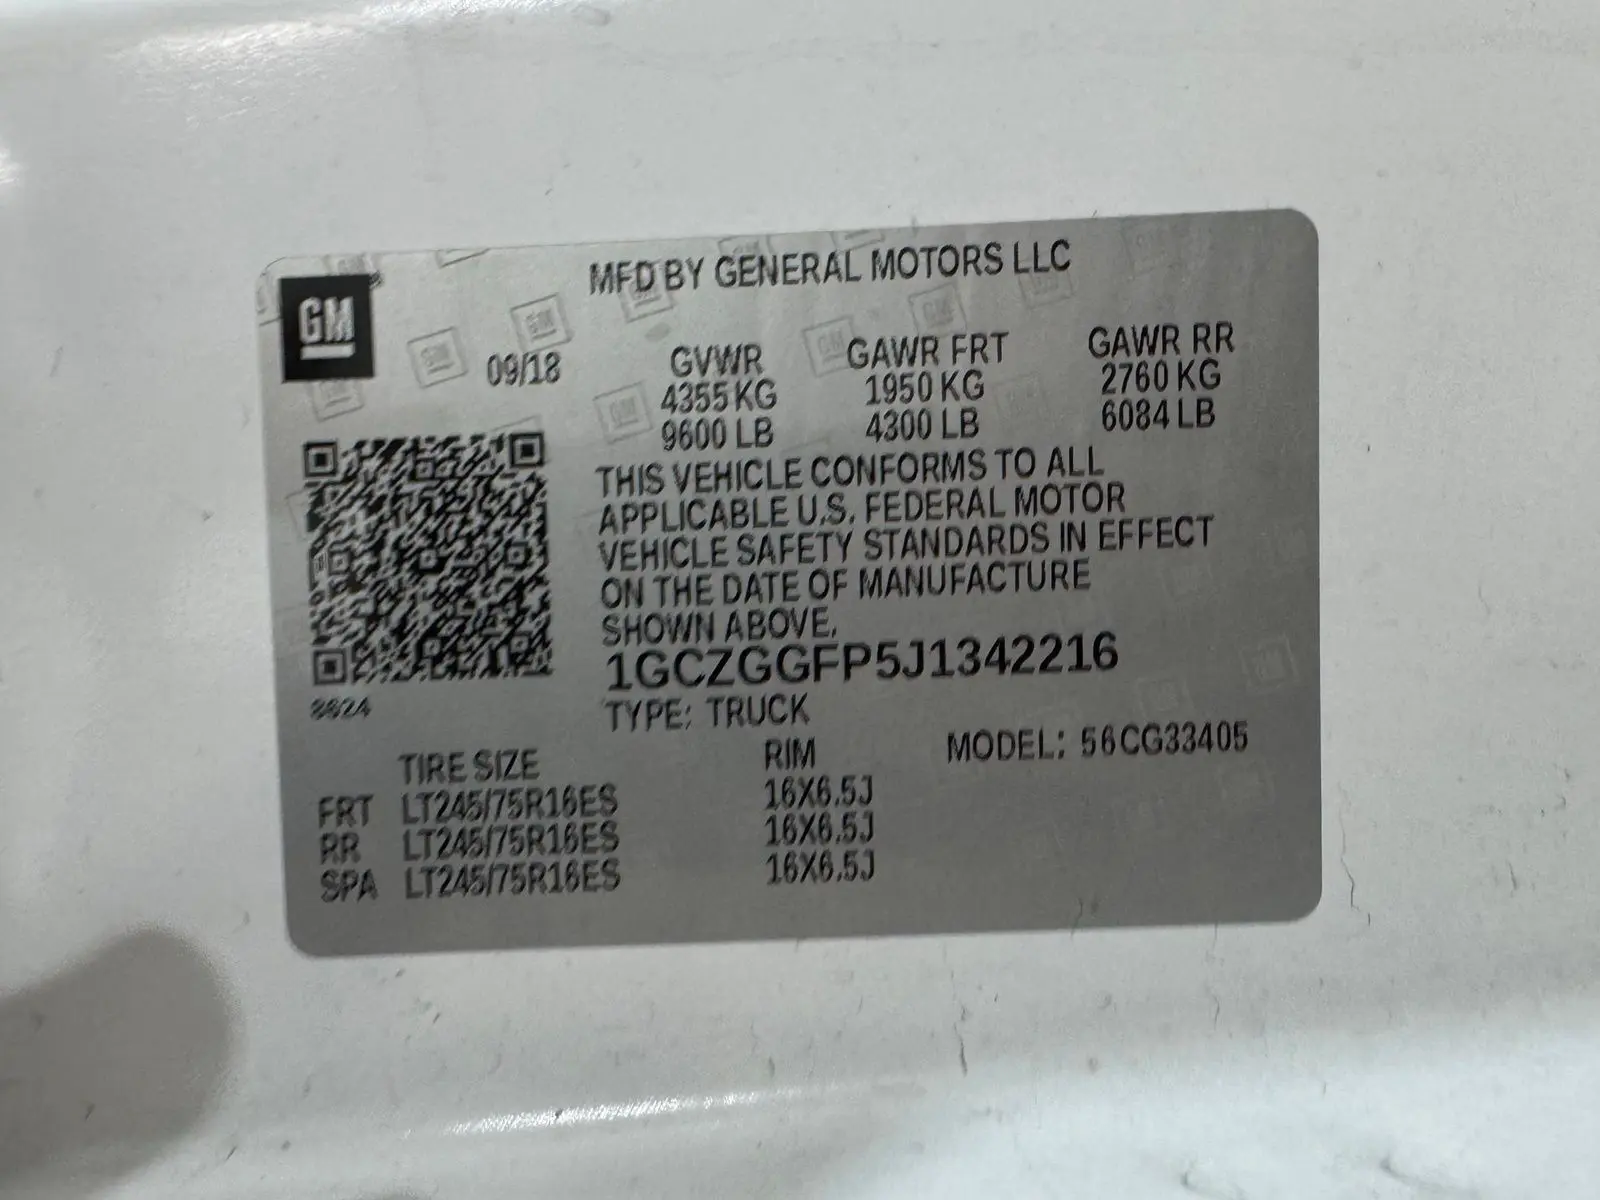 GM
MFD BY GENERAL MOTORS LLC
09/18
GVWR GAWR FRT GAWR RR
4355 KG 1950 KG 2760 KG
9600 LB 4300 LB 6084 LB
THIS VEHICLE CONFORMS TO ALL
APPLICABLE U.S. FEDERAL MOTOR
VEHICLE SAFETY STANDARDS IN EFFECT
ON THE DATE OF MANUFACTURE
SHOWN ABOVE.
1GCZGGFP5J1342216
8624
TYPE: TRUCK
TIRE SIZE RIM MODEL: 56CG33405
FRT LT245/75R16ES 16X6.5J
RR LT245/75R16ES 16X6.5J
SPA LT245/75R16ES 16X6.5J